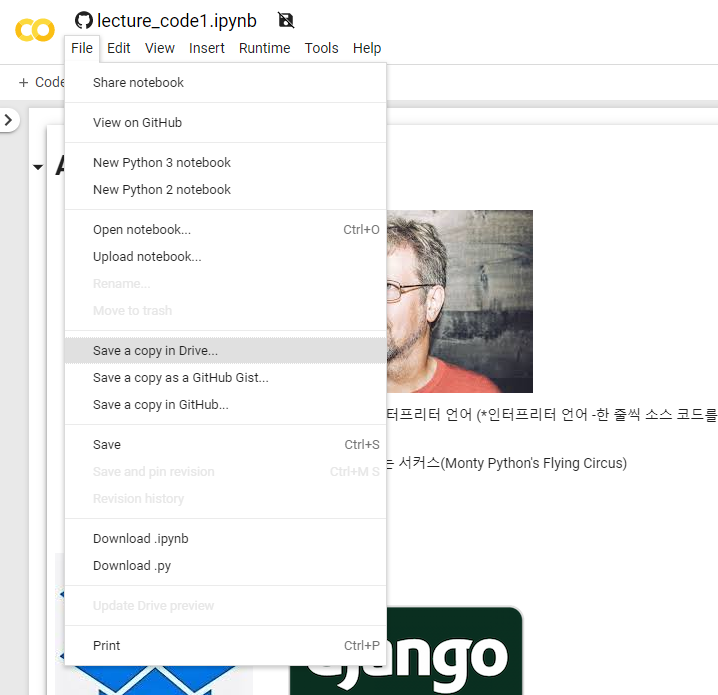 lecture_code1.ipynb
File Edit View Insert Runtime Tools Help
+ Code
Share notebook
View on GitHub
New Python 3 notebook
New Python 2 notebook
Open notebook... Ctrl+O
Upload notebook...
Rename...
Move to trash
Save a copy in Drive...
Save a copy as a GitHub Gist...
Save a copy in GitHub...
터프리터 언어 (*인터프리터 언어 -한 줄씩 소스 코드를
Save Ctrl+S
는 서커스(Monty Python's Flying Circus)
Save and pin revision Ctrl+M S
Revision history
Download .ipynb
Download .py
Update Drive preview
Print Ctrl+P
django